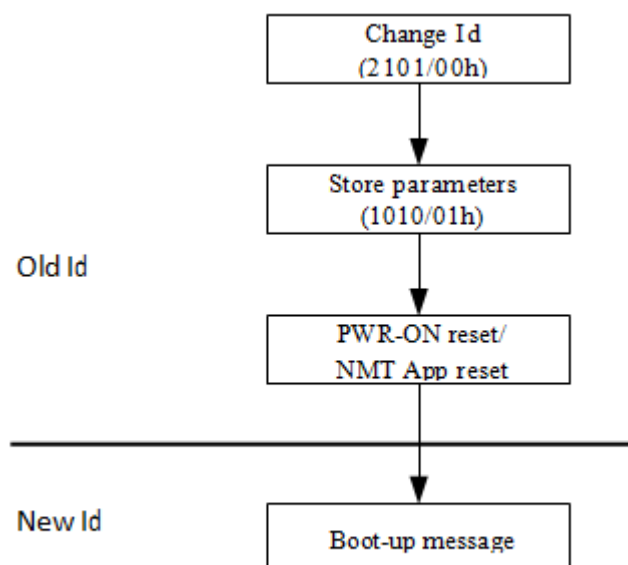 Change Id
(2101/00h)
Store parameters
(1010/01h)
Old Id
PWR-ON reset/
NMT App reset
New Id
Boot-up message